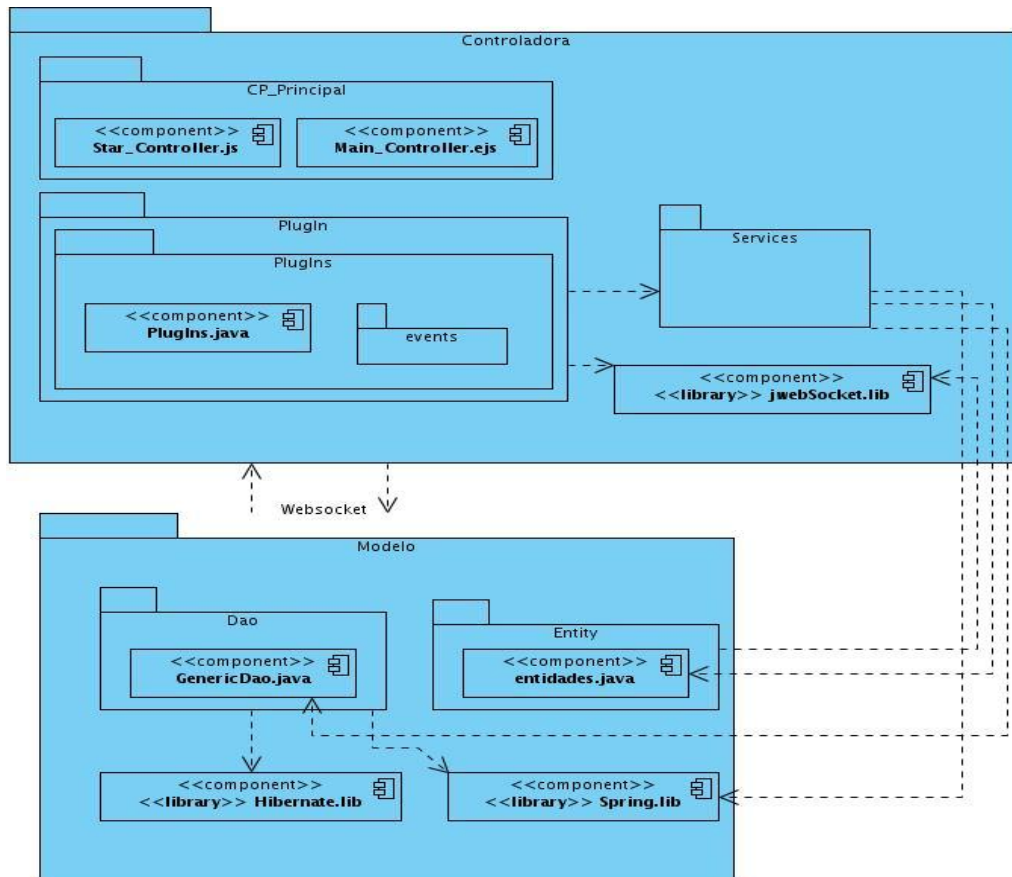 Controladora
CP_Principal
<<component>>
Star_Controller.js
<<component>>
Main_Controller.ejs
PlugIn
PlugIns
<<component>>
PlugIns.java
events
Services
<<component>>
<<library>> jwebSocket.lib
Websocket
Modelo
Dao
<<component>>
GenericDao.java
Entity
<<component>>
entidades.java
<<component>>
<<library>> Hibernate.lib
<<component>>
<<library>> Spring.lib